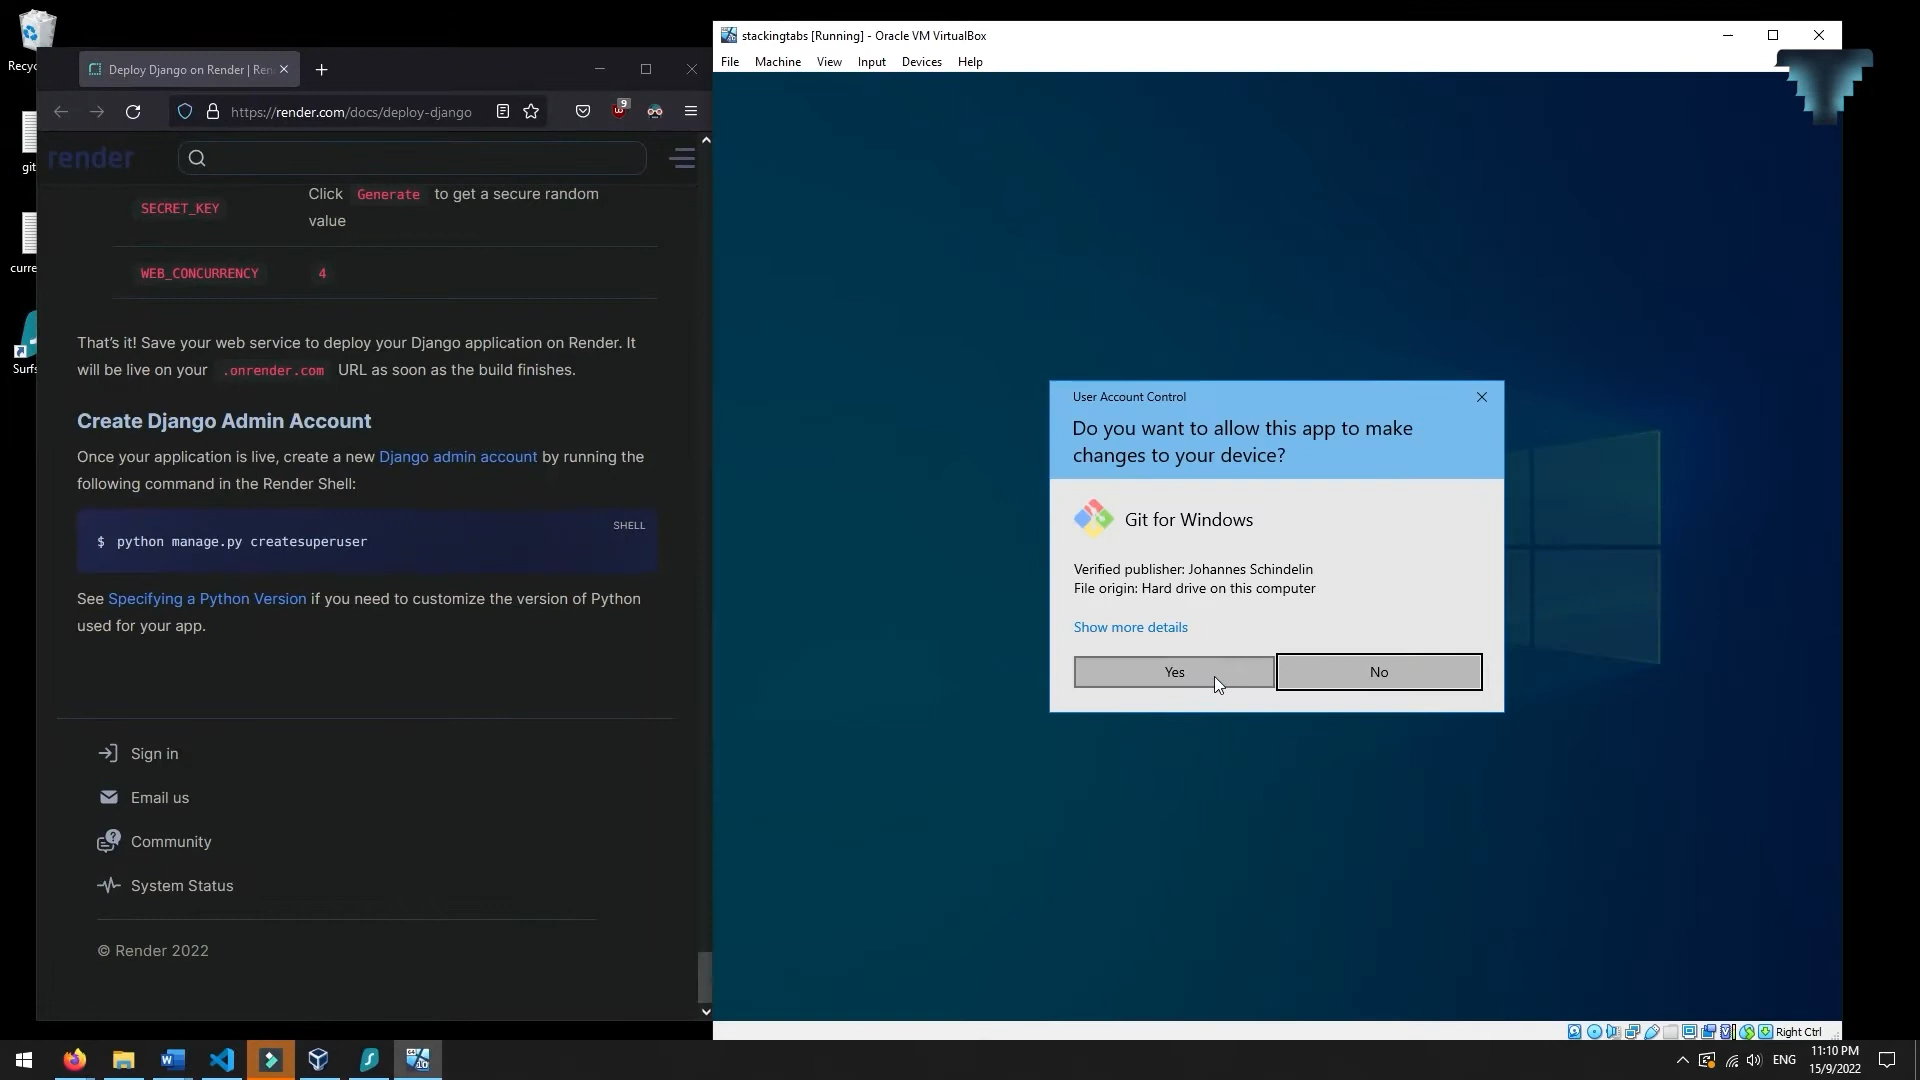 Recyc
git
curre
Surfs
Deploy Django on Render | Ren
9
https://render.com/docs/deploy-django
render
SECRET_KEY
Click Generate to get a secure random
value
WEB_CONCURRENCY
4
That's it! Save your web service to deploy your Django application on Render. It
will be live on your .onrender.com URL as soon as the build finishes.
Create Django Admin Account
Once your application is live, create a new Django admin account by running the
following command in the Render Shell:
SHELL
$ python manage.py createsuperuser
See Specifying a Python Version if you need to customize the version of Python
used for your app.
Sign in
Email us
Community
System Status
© Render 2022
stackingtabs [Running] - Oracle VM VirtualBox
File Machine View Input Devices Help
User Account Control
Do you want to allow this app to make
changes to your device?
Git for Windows
Verified publisher: Johannes Schindelin
File origin: Hard drive on this computer
Show more details
Yes
No
Right Ctrl
ENG
11:10 PM
15/9/2022